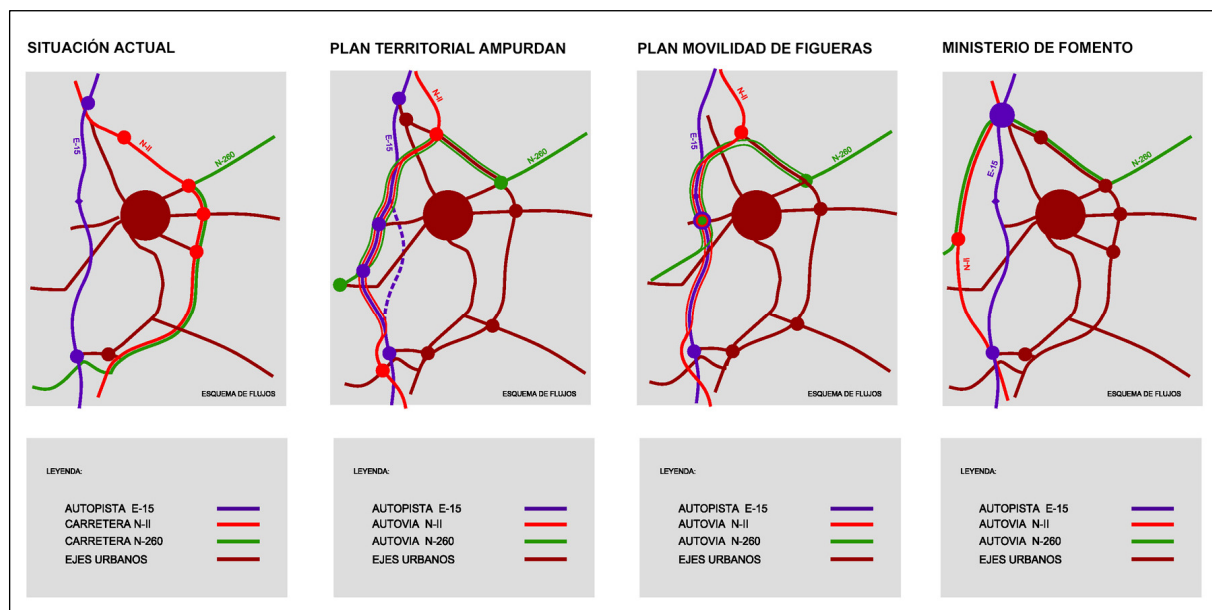 SITUACIÓN ACTUAL
E-15
N-II
N-260
ESQUEMA DE FLUJOS
LEYENDA:
AUTOPISTA E-15
CARRETERA N-II
CARRETERA N-260
EJES URBANOS
PLAN TERRITORIAL AMPURDAN
N-II
E-15
N-260
ESQUEMA DE FLUJOS
LEYENDA:
AUTOPISTA E-15
AUTOVIA N-II
AUTOVIA N-260
EJES URBANOS
PLAN MOVILIDAD DE FIGUERAS
N-II
E-15
N-260
ESQUEMA DE FLUJOS
LEYENDA:
AUTOPISTA E-15
AUTOVIA N-II
AUTOVIA N-260
EJES URBANOS
MINISTERIO DE FOMENTO
E-15
N-260
N-II
ESQUEMA DE FLUJOS
LEYENDA:
AUTOPISTA E-15
AUTOVIA N-II
AUTOVIA N-260
EJES URBANOS